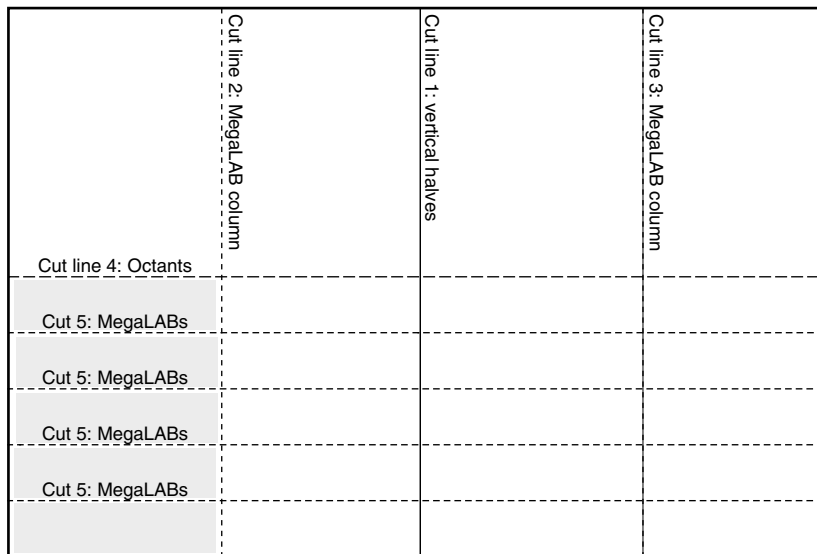 Cut line 2: MegaLAB column
Cut line 1: vertical halves
Cut line 3: MegaLAB column
Cut line 4: Octants
Cut 5: MegaLABs
Cut 5: MegaLABs
Cut 5: MegaLABs
Cut 5: MegaLABs